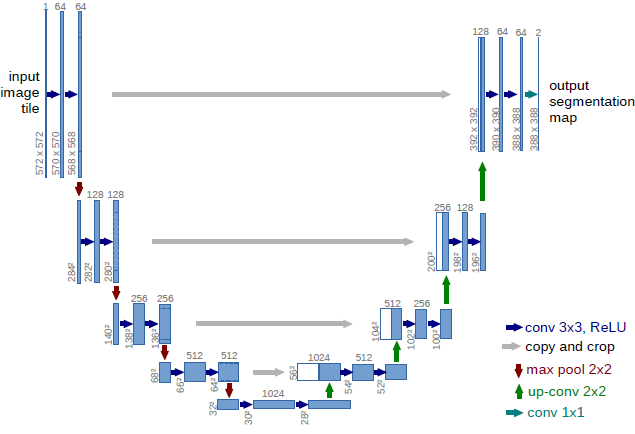 1 64 64
input
image
tile
572 x 572
570 x 570
568 x 568
128 64 64 2
392 x 392
390 x 390
388 x 388
388 x 388
output
segmentation
map
128 128
284²
282²
280²
256 128
200²
198²
196²
256 256
140²
138²
136²
512 256
104²
102²
100²
512 512
68²
66²
64²
1024 512
56²
54²
52²
1024
32²
30²
28²
conv 3x3, ReLU
copy and crop
max pool 2x2
up-conv 2x2
conv 1x1